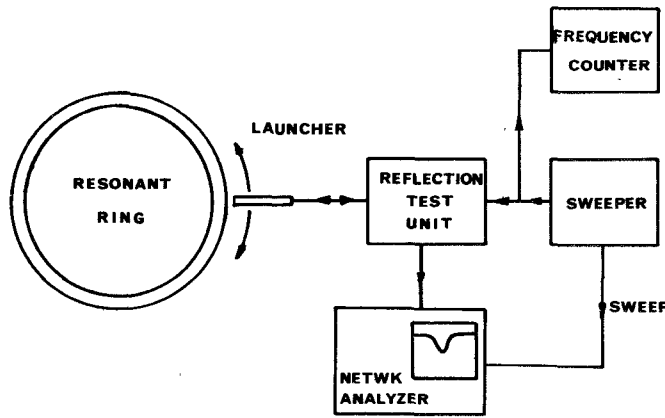 FREQUENCY
COUNTER
LAUNCHER
RESONANT
RING
REFLECTION
TEST
UNIT
SWEEPER
SWEEP
NETWK
ANALYZER